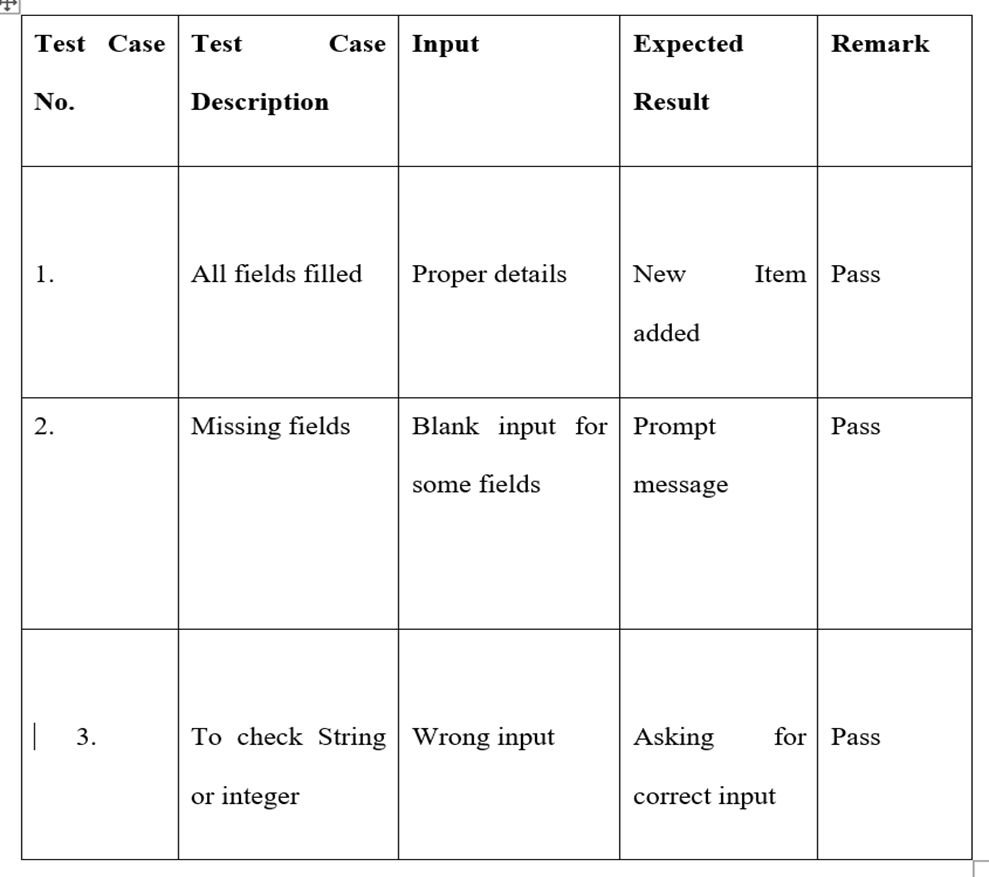 Test Case Test Case Input Expected Remark
No. Description Result
1. All fields filled Proper details New Item Pass
added
2. Missing fields Blank input for Prompt Pass
some fields message
3. To check String Wrong input Asking for Pass
or integer correct input